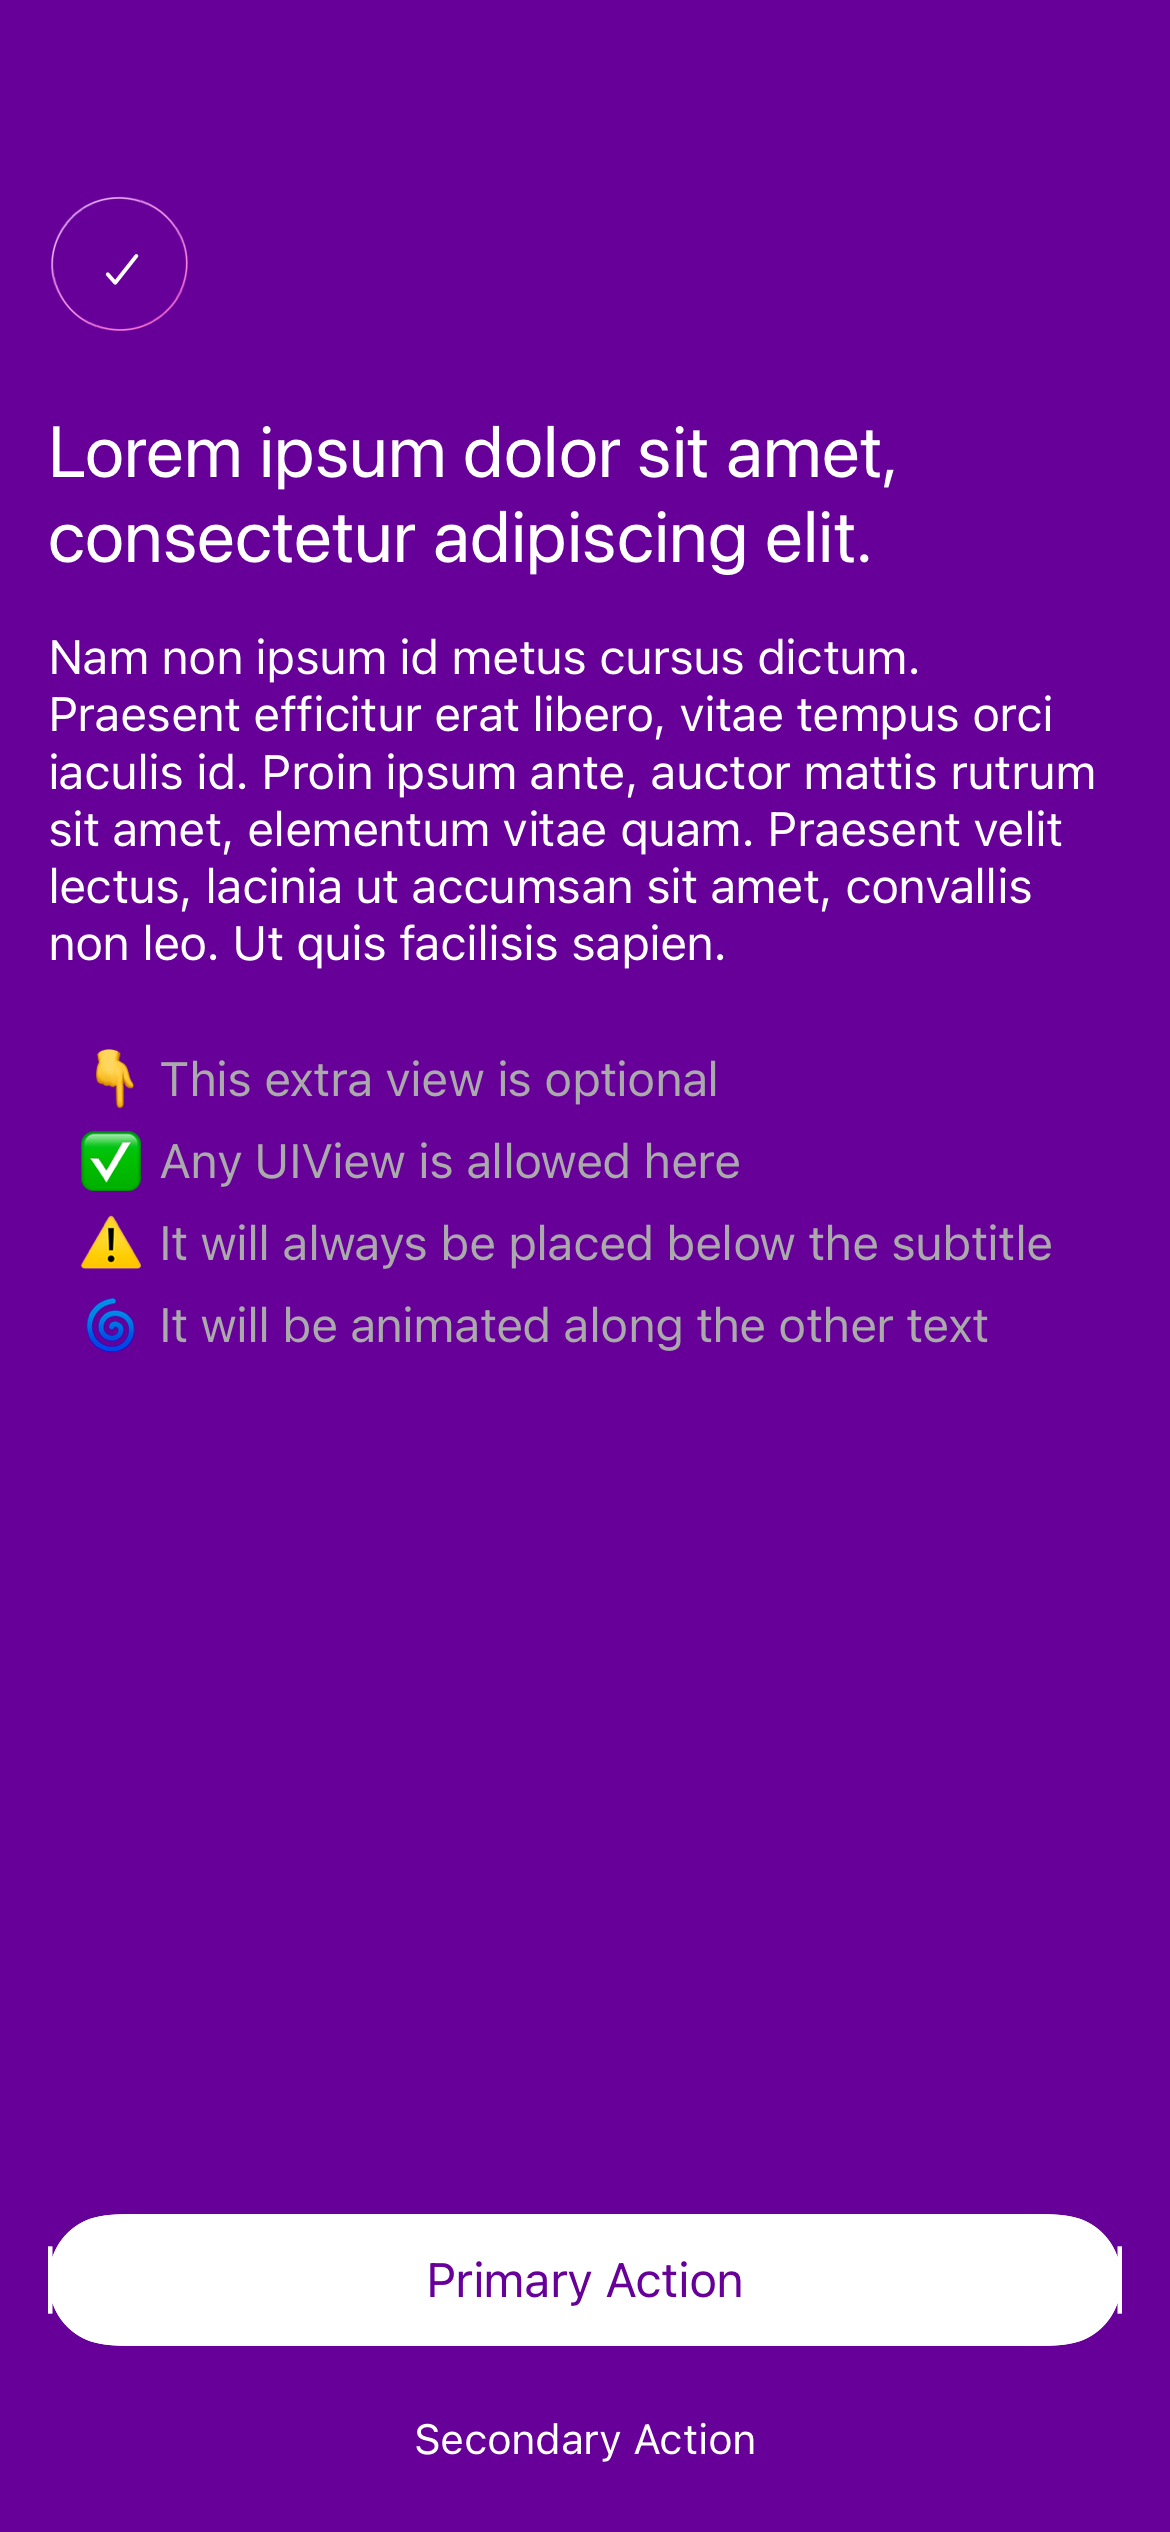 Lorem ipsum dolor sit amet,
consectetur adipiscing elit.
Nam non ipsum id metus cursus dictum.
Praesent efficitur erat libero, vitae tempus orci
iaculis id. Proin ipsum ante, auctor mattis rutrum
sit amet, elementum vitae quam. Praesent velit
lectus, lacinia ut accumsan sit amet, convallis
non leo. Ut quis facilisis sapien.
👇 This extra view is optional
✅ Any UIView is allowed here
⚠️ It will always be placed below the subtitle
🌀 It will be animated along the other text
Primary Action
Secondary Action